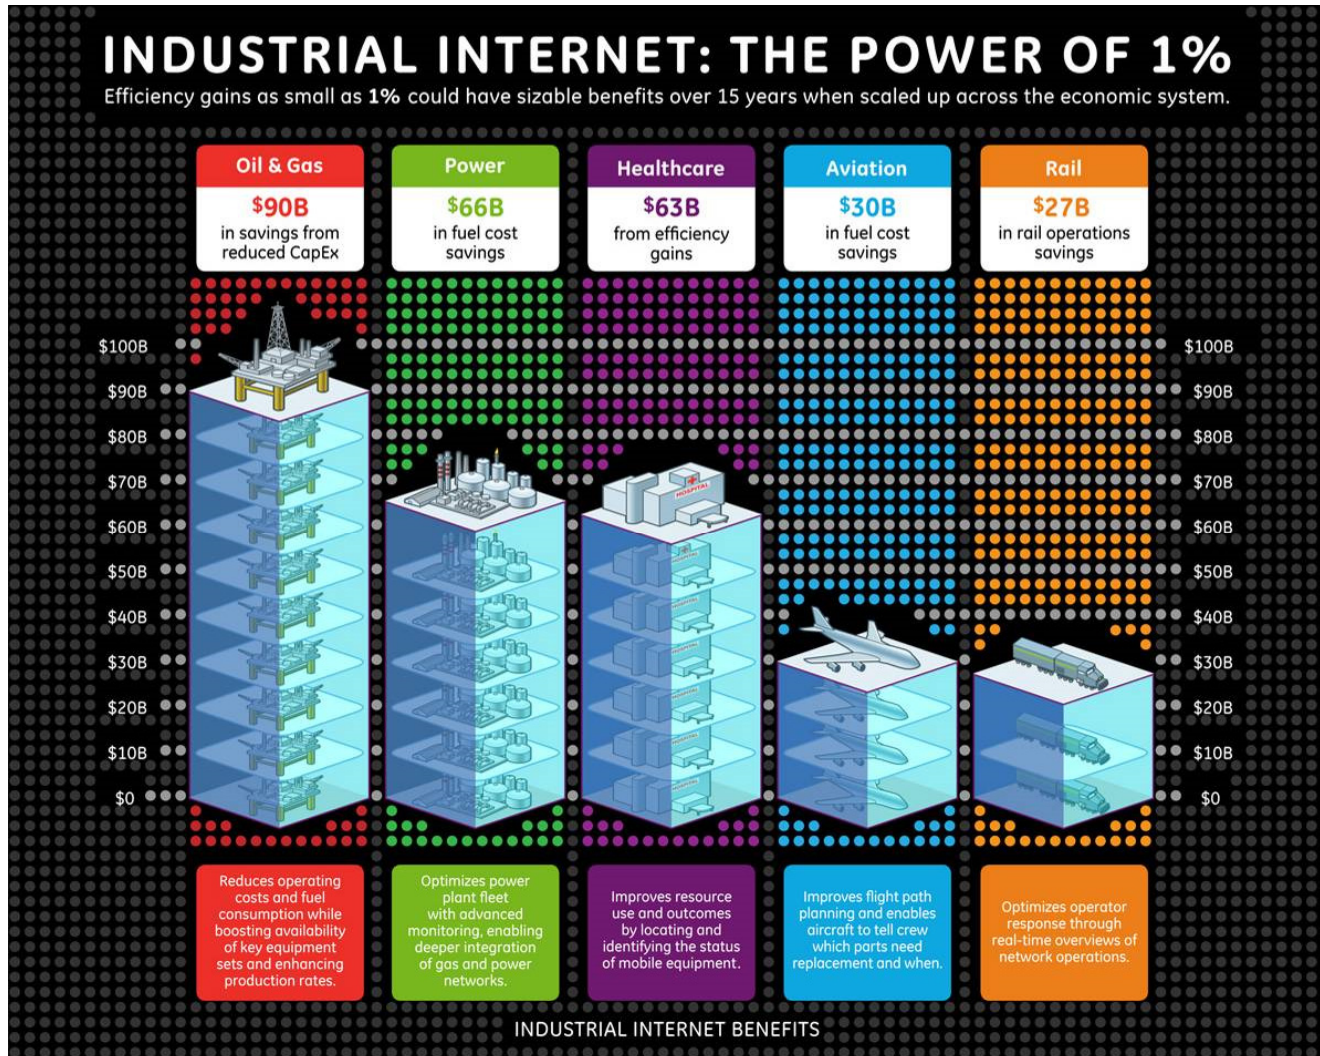 INDUSTRIAL INTERNET: THE POWER OF 1%
Efficiency gains as small as 1% could have sizable benefits over 15 years when scaled up across the economic system.
Oil & Gas
$90B
in savings from
reduced CapEx
Power
$66B
in fuel cost
savings
Healthcare
$63B
from efficiency
gains
Aviation
$30B
in fuel cost
savings
Rail
$27B
in rail operations
savings
$100B
$90B
$80B
$70B
$60B
$50B
$40B
$30B
$20B
$10B
$0
HOSPITAL
HOSPITAL
HOSPITAL
HOSPITAL
HOSPITAL
HOSPITAL
HOSPITAL
$100B
$90B
$80B
$70B
$60B
$50B
$40B
$30B
$20B
$10B
$0
Reduces operating
costs and fuel
consumption while
boosting availability
of key equipment
sets and enhancing
production rates.
Optimizes power
plant fleet
with advanced
monitoring, enabling
deeper integration
of gas and power
networks.
Improves resource
use and outcomes
by locating and
identifying the status
of mobile equipment.
Improves flight path
planning and enables
aircraft to tell crew
which parts need
replacement and when.
Optimizes operator
response through
real-time overviews of
network operations.
INDUSTRIAL INTERNET BENEFITS